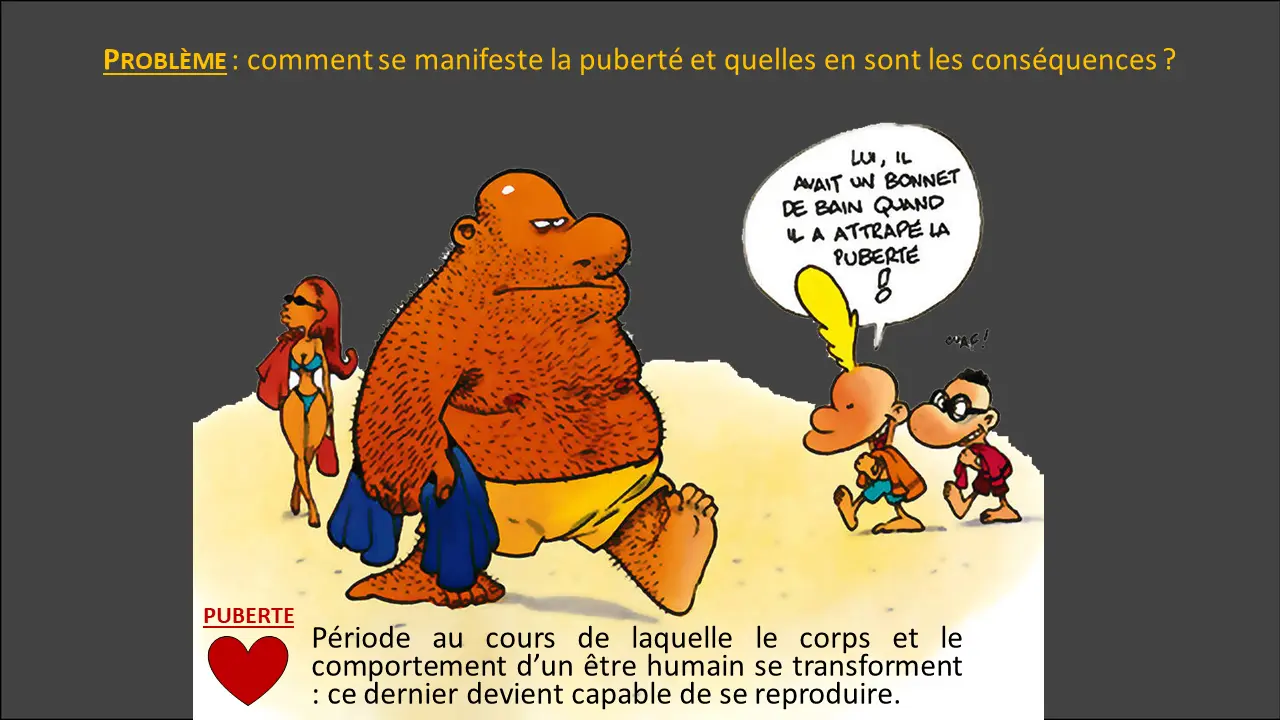 PROBLÈME : comment se manifeste la puberté et quelles en sont les conséquences ?
LUI, IL
AVAIT UN BONNET
DE BAIN QUAND
IL A ATTRAPÉ LA
PUBERTÉ
!
PUBERTE
Période au cours de laquelle le corps et le
comportement d'un être humain se transforment
: ce dernier devient capable de se reproduire.